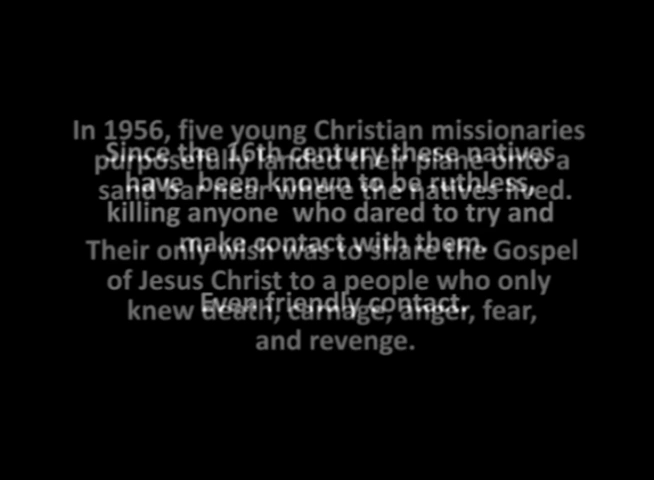 In 1956, five young Christian missionaries
purposefully landed their plane onto a
sand bar near where the natives lived.
Their only wish was to share the Gospel
of Jesus Christ to a people who only
knew death, carnage, anger, fear,
and revenge.
Since the 16th century these natives
have been known to be ruthless,
killing anyone who dared to try and
make contact with them.
Even friendly contact.